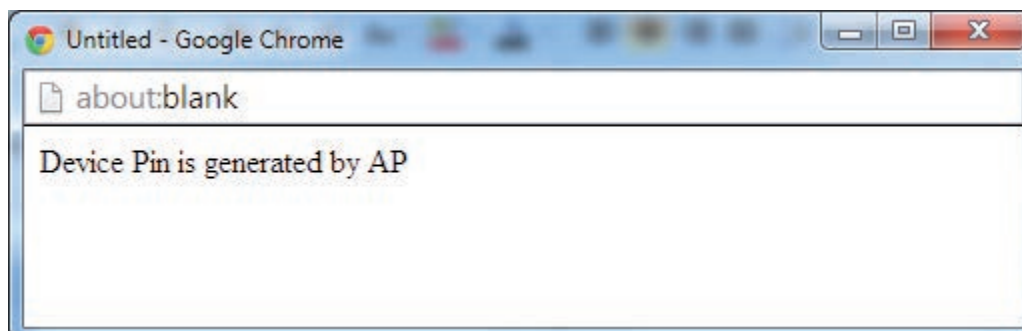 Untitled - Google Chrome
about:blank
Device Pin is generated by AP